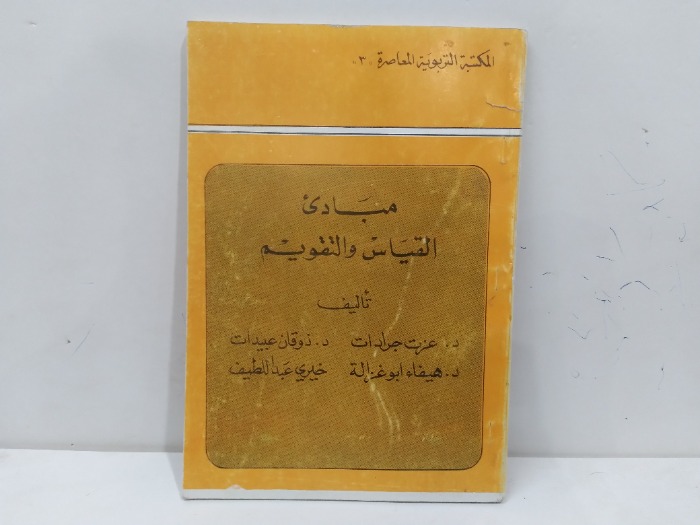 المكتبة التربوية المعاصرة "٣"
مبادئ
القياس والتقويم
تأليف
د. عزت جرادات د. ذوقان عبيدات
د. هيفاء ابو غزالة خيري عبد اللطيف